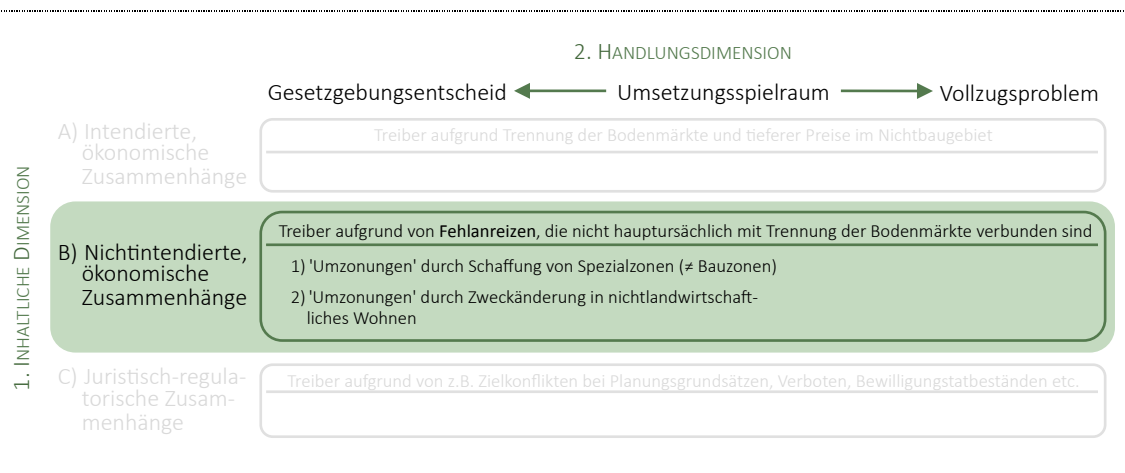 2. HANDLUNGSDIMENSION
Gesetzgebungsentscheid Umsetzungsspielraum Vollzugsproblem
1. INHALTLICHE DIMENSION
A) Intendierte,
ökonomische
Zusammenhänge
Treiber aufgrund Trennung der Bodenmärkte und tieferer Preise im Nichtbaugebiet
B) Nichtintendierte,
ökonomische
Zusammenhänge
Treiber aufgrund von Fehlanreizen, die nicht hauptursächlich mit Trennung der Bodenmärkte verbunden sind
1) 'Umzonungen' durch Schaffung von Spezialzonen (≠ Bauzonen)
2) 'Umzonungen' durch Zweckänderung in nichtlandwirtschaft-
liches Wohnen
C) Juristisch-regula-
torische Zusam-
menhänge
Treiber aufgrund von z.B. Zielkonflikten bei Planungsgrundsätzen, Verboten, Bewilligungstatbeständen etc.